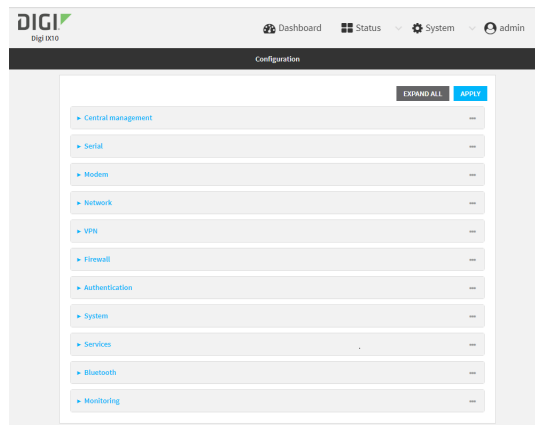 DIGI
Digi IX10
Dashboard Status System admin
Configuration
EXPAND ALL APPLY
Central management
Serial
Modem
Network
VPN
Firewall
Authentication
System
Services
Bluetooth
Monitoring